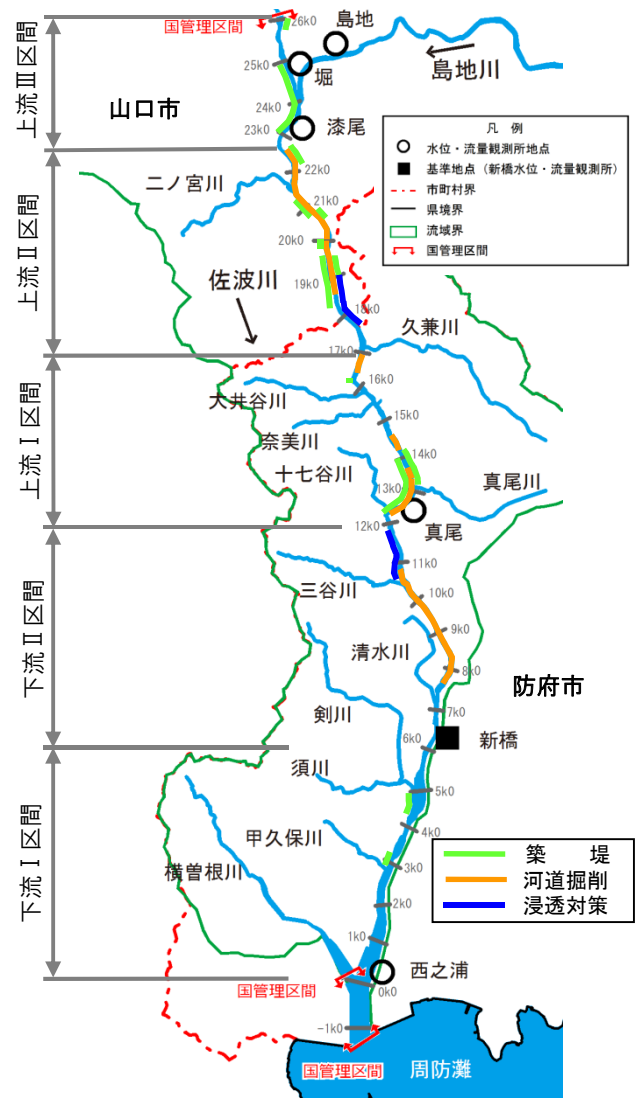 国管理区間
26k0
島地
25k0
堀
島地川
上流Ⅲ区間
山口市
24k0
漆尾
23k0
凡 例
水位・流量観測所地点
基準地点（新橋水位・流量観測所）
市町村界
県境界
流域界
国管理区間
22k0
二ノ宮川
21k0
上流Ⅱ区間
20k0
佐波川
19k0
18k0
久兼川
17k0
16k0
大井谷川
15k0
奈美川
上流Ⅰ区間
14k0
十七谷川
13k0
真尾川
12k0
真尾
11k0
三谷川
10k0
9k0
清水川
8k0
下流Ⅱ区間
防府市
7k0
剣川
6k0
新橋
須川
5k0
甲久保川
4k0
築 堤
河道掘削
浸透対策
横曽根川
3k0
下流Ⅰ区間
2k0
1k0
西之浦
国管理区間
0k0
-1k0
国管理区間
周防灘